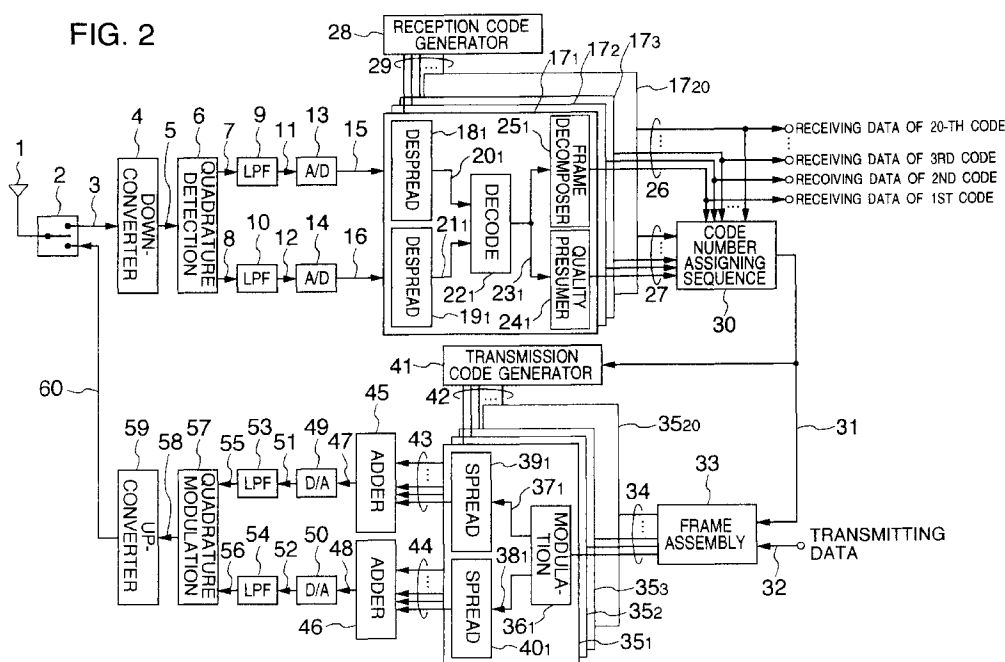 FIG. 2
28
RECEPTION CODE
GENERATOR
29
17₁
17₂
17₃
17₂₀
1
2
3
4
5
6
7
8
9
10
11
12
13
14
15
16
DOWN-
CONVERTER
QUADRATURE
DETECTION
LPF
LPF
A/D
A/D
DESPREAD
18₁
20₁
DESPREAD
19₁
21₁
DECODE
22₁
23₁
25₁
FRAME
DECOMPOSER
QUALITY
PRESUMER
24₁
26
27
RECEIVING DATA OF 20-TH CODE
RECEIVING DATA OF 3RD CODE
RECOIVING DATA OF 2ND CODE
RECEIVING DATA OF 1ST CODE
CODE
NUMBER
ASSIGNING
SEQUENCE
30
31
41
TRANSMISSION
CODE GENERATOR
42
60
59
UP-
CONVERTER
58
57
QUADRATURE
MODULATION
55
56
53
LPF
54
LPF
51
52
49
D/A
50
D/A
47
48
45
ADDER
ADDER
46
43
44
SPREAD
39₁
37₁
SPREAD
40₁
38₁
MODULA-
TION
36₁
35₁
35₂
35₃
35₂₀
34
33
FRAME
ASSEMBLY
TRANSMITTING
DATA
32